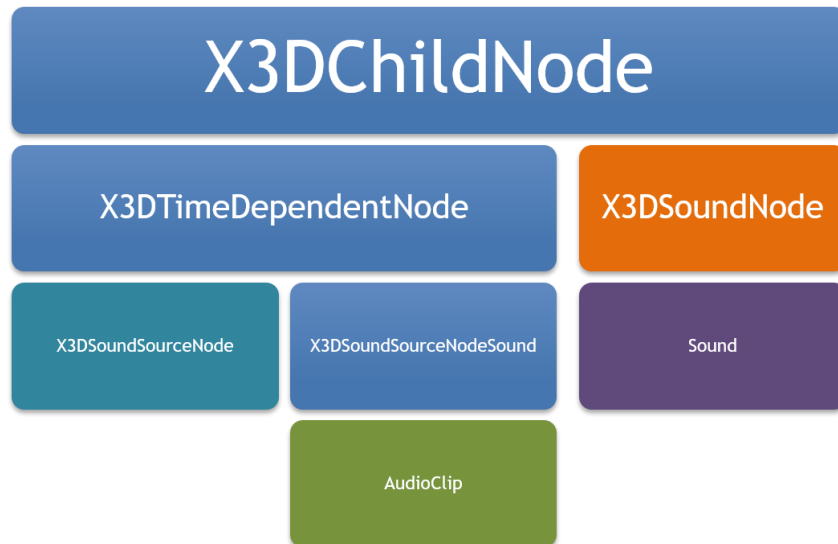 X3DChildNode
X3DTimeDependentNode
X3DSoundNode
X3DSoundSourceNode
X3DSoundSourceNodeSound
Sound
AudioClip